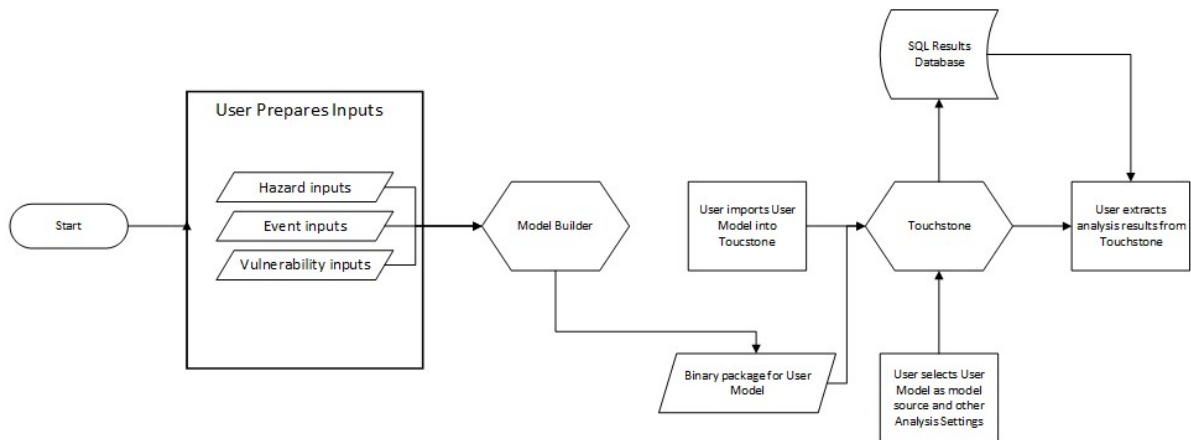 Start
User Prepares Inputs
Hazard inputs
Event inputs
Vulnerability inputs
Model Builder
Binary package for User
Model
User imports User
Model into
Toucstone
Touchstone
User selects User
Model as model
source and other
Analysis Settings
SQL Results
Database
User extracts
analysis results from
Touchstone